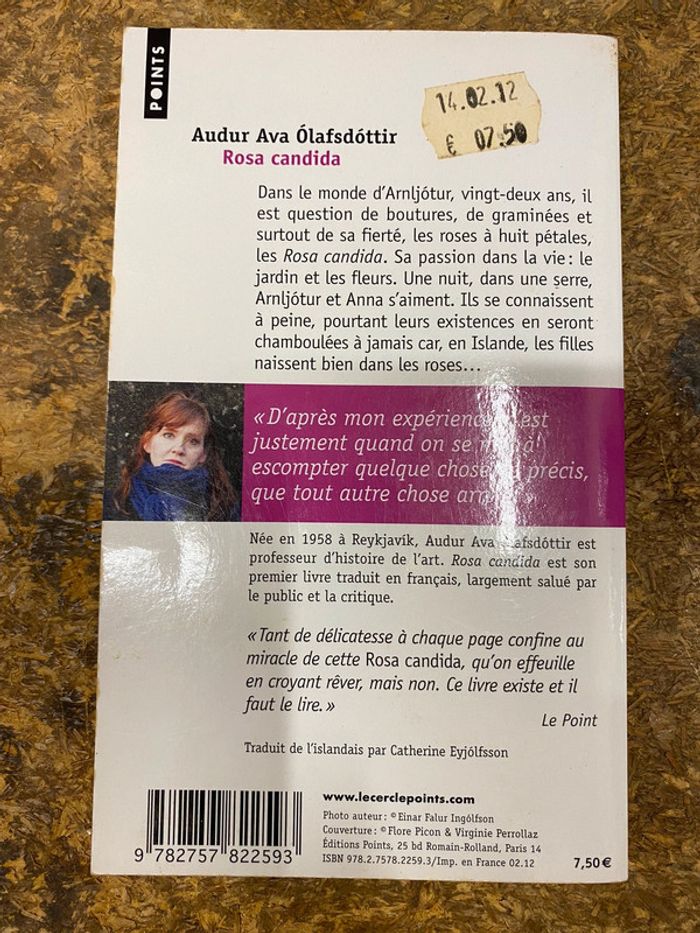 POINTS
14.02.12
€ 07.50
Audur Ava Ólafsdóttir
Rosa candida
Dans le monde d'Arnljótur, vingt-deux ans, il
est question de boutures, de graminées et
surtout de sa fierté, les roses à huit pétales,
les Rosa candida. Sa passion dans la vie : le
jardin et les fleurs. Une nuit, dans une serre,
Arnljótur et Anna s'aiment. Ils se connaissent
à peine, pourtant leurs existences en seront
chamboulées à jamais car, en Islande, les filles
naissent bien dans les roses…
« D'après mon expérience, est
justement quand on se à
escompter quelque chose précis,
que tout autre chose
Née en 1958 à Reykjavík, Audur Ava Ólafsdóttir est
professeur d'histoire de l'art. Rosa candida est son
premier livre traduit en français, largement salué par
le public et la critique.
« Tant de délicatesse à chaque page confine au
miracle de cette Rosa candida, qu'on effeuille
en croyant rêver, mais non. Ce livre existe et il
faut le lire. »
Le Point
Traduit de l'islandais par Catherine Eyjólfsson
www.lecerclepoints.com
Photo auteur : © Einar Falur Ingólfson
Couverture : © Flore Picon & Virginie Perrollaz
Éditions Points, 25 bd Romain-Rolland, Paris 14
ISBN 978.2.7578.2259.3/Imp. en France 02.12
7,50 €
9 782757 822593